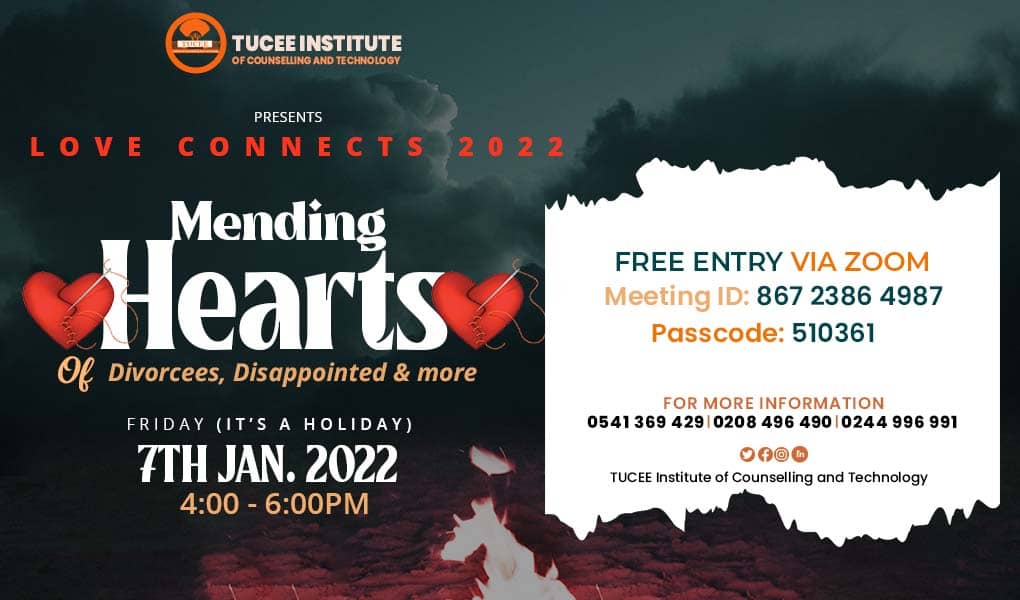 TUCEE
TUCEE INSTITUTE
OF COUNSELLING AND TECHNOLOGY
PRESENTS
LOVE CONNECTS 2022
Mending
Hearts
Of Divorcees, Disappointed & more
FRIDAY (IT'S A HOLIDAY)
7TH JAN. 2022
4:00 - 6:00PM
FREE ENTRY VIA ZOOM
Meeting ID: 867 2386 4987
Passcode: 510361
FOR MORE INFORMATION
0541 369 429|0208 496 490|0244 996 991
TUCEE Institute of Counselling and Technology